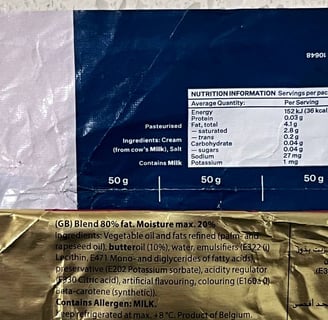 10648
NUTRITION INFORMATION Servings per pac
Average Quantity: Per Serving
Energy 152 kJ (36 kcal
Protein 0.03 g
Fat, total 4.1 g
– saturated 2.8 g
– trans 0.2 g
Carbohydrate 0.04 g
– sugars 0.04 g
Sodium 27 mg
Potassium 1 mg
Pasteurised
Ingredients: Cream
(from cow's Milk), Salt
Contains Milk
50 g 50 g 50 g
(GB) Blend 80% fat. Moisture max. 20%
Ingredients: Vegetable oil and fats refined (palm- and
rapeseed oil), butteroil (10%), water, emulsifiers (E322 (i)
Lecithin, E471 Mono- and diglycerides of fatty acids),
preservative (E202 Potassium sorbate), acidity regulator
(E330 Citric acid), artificial flavouring, colouring (E160a (i)
Beta-carotene (synthetic)).
Contains Allergen: MILK.
Keep refrigerated at max. +8 °C. Product of Belgium.